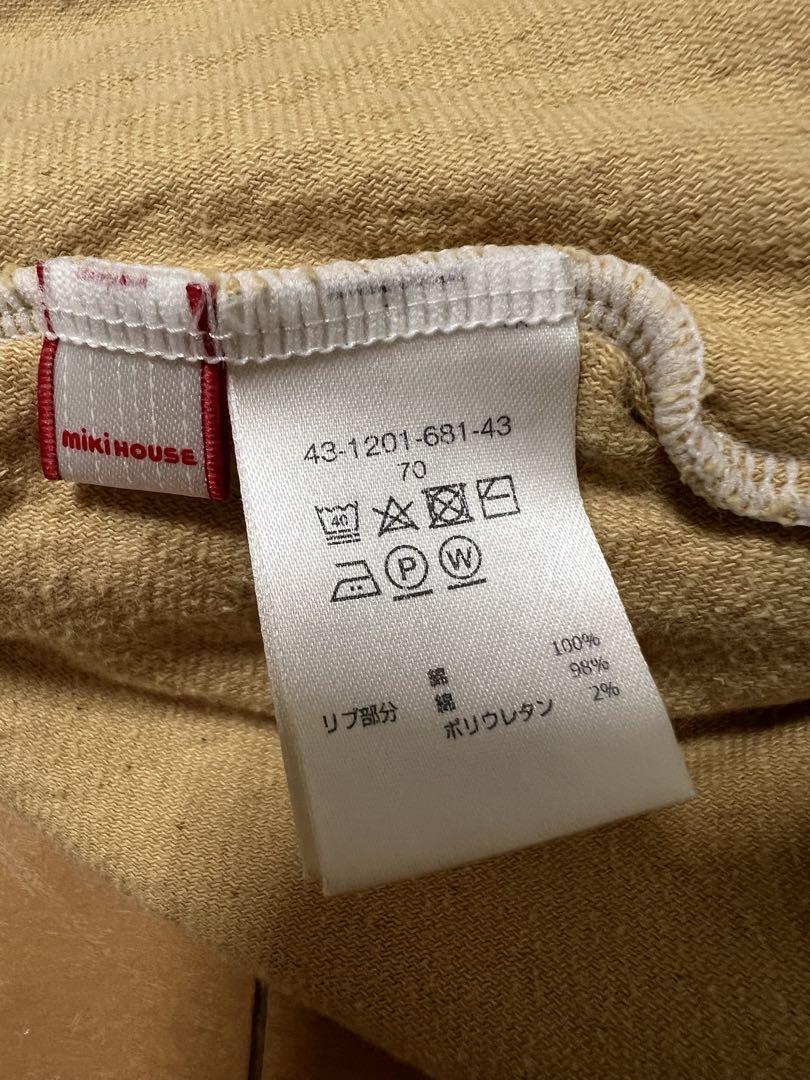 miKiHOUSE
43-1201-681-43
70
40
P W
綿 100%
リブ部分 綿 98%
ポリウレタン 2%